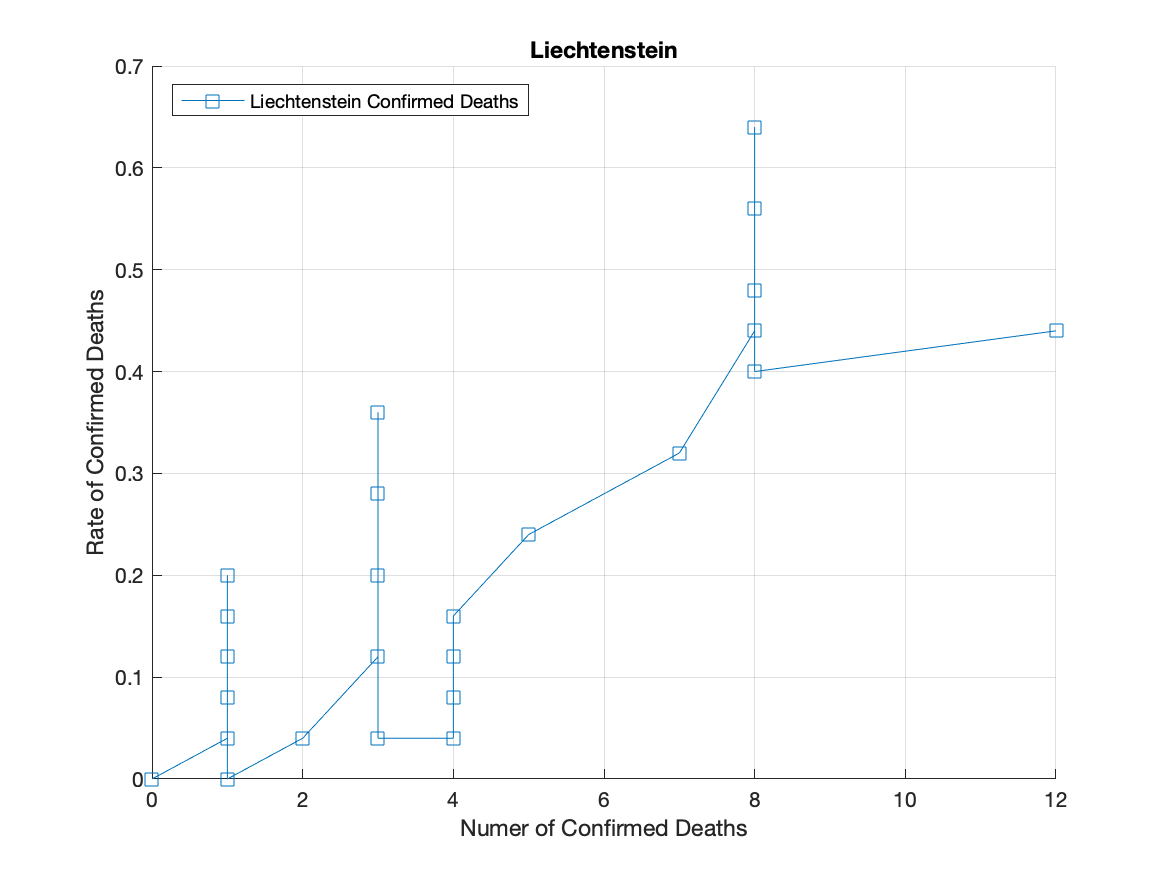 Liechtenstein
Liechtenstein Confirmed Deaths
0.7
0.6
0.5
0.4
0.3
0.2
0.1
0
Rate of Confirmed Deaths
0 2 4 6 8 10 12
Numer of Confirmed Deaths